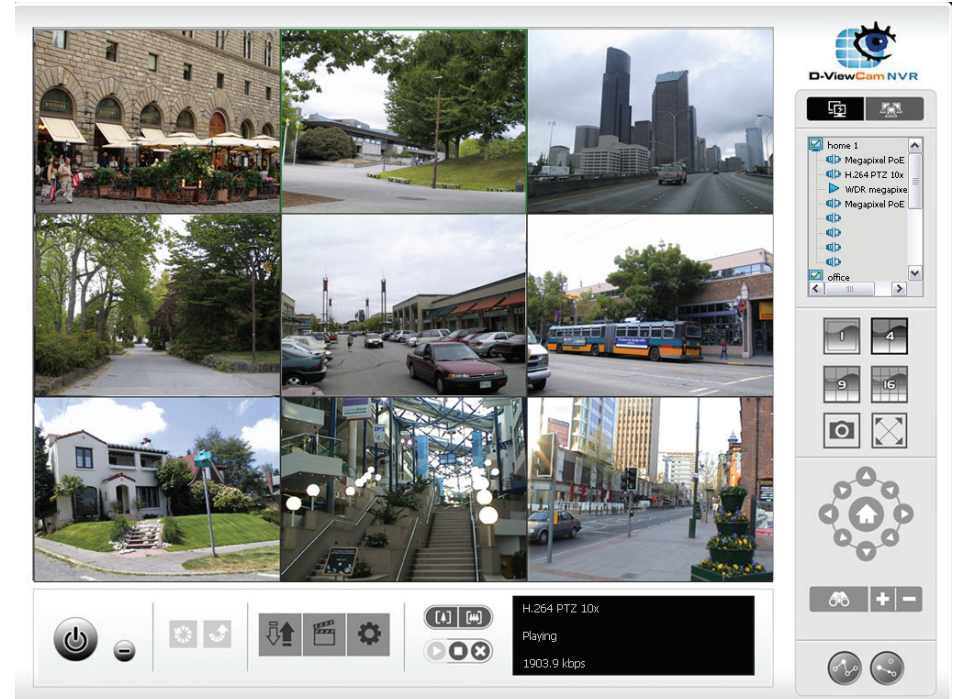 D-ViewCam NVR
home 1
Megapixel PoE
H.264 PTZ 10x
WDR megapixe
Megapixel PoE
office
1
4
9
16
H.264 PTZ 10x
Playing
1903.9 kbps